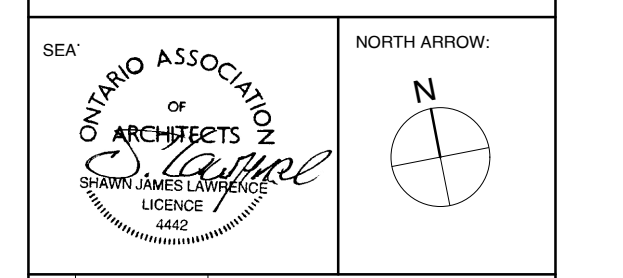 SEA
NORTH ARROW:
ONTARIO ASSOCIATION
OF
ARCHITECTS
SHAWN JAMES LAWRENCE
LICENCE
4442
N